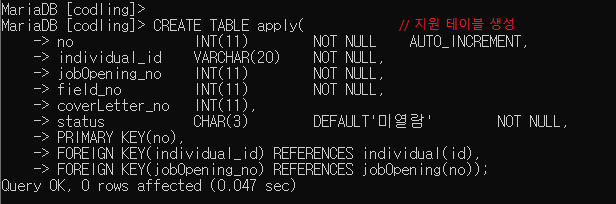 MariaDB [codling]>
MariaDB [codling]> CREATE TABLE apply( // 지원 테이블 생성
-> no INT(11) NOT NULL AUTO_INCREMENT,
-> individual_id VARCHAR(20) NOT NULL,
-> jobOpening_no INT(11) NOT NULL,
-> field_no INT(11) NOT NULL,
-> coverLetter_no INT(11),
-> status CHAR(3) DEFAULT'미열람' NOT NULL,
-> PRIMARY KEY(no),
-> FOREIGN KEY(individual_id) REFERENCES individual(id),
-> FOREIGN KEY(jobOpening_no) REFERENCES jobOpening(no));
Query OK, 0 rows affected (0.047 sec)